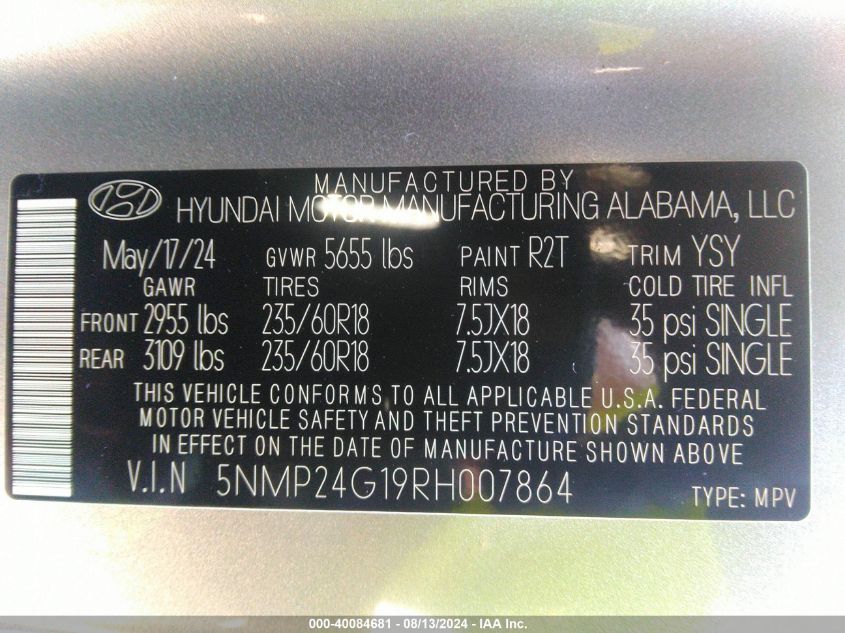 MANUFACTURED BY
HYUNDAI MOTOR MANUFACTURING ALABAMA, LLC
May/17/24 GVWR 5655 lbs PAINT R2T TRIM YSY
GAWR TIRES RIMS COLD TIRE INFL
FRONT 2955 lbs 235/60R18 7.5JX18 35 psi SINGLE
REAR 3109 lbs 235/60R18 7.5JX18 35 psi SINGLE
THIS VEHICLE CONFORMS TO ALL APPLICABLE U.S.A. FEDERAL
MOTOR VEHICLE SAFETY AND THEFT PREVENTION STANDARDS
IN EFFECT ON THE DATE OF MANUFACTURE SHOWN ABOVE
V.I.N 5NMP24G19RH007864 TYPE: MPV
000-40084681 - 08/13/2024 - IAA Inc.